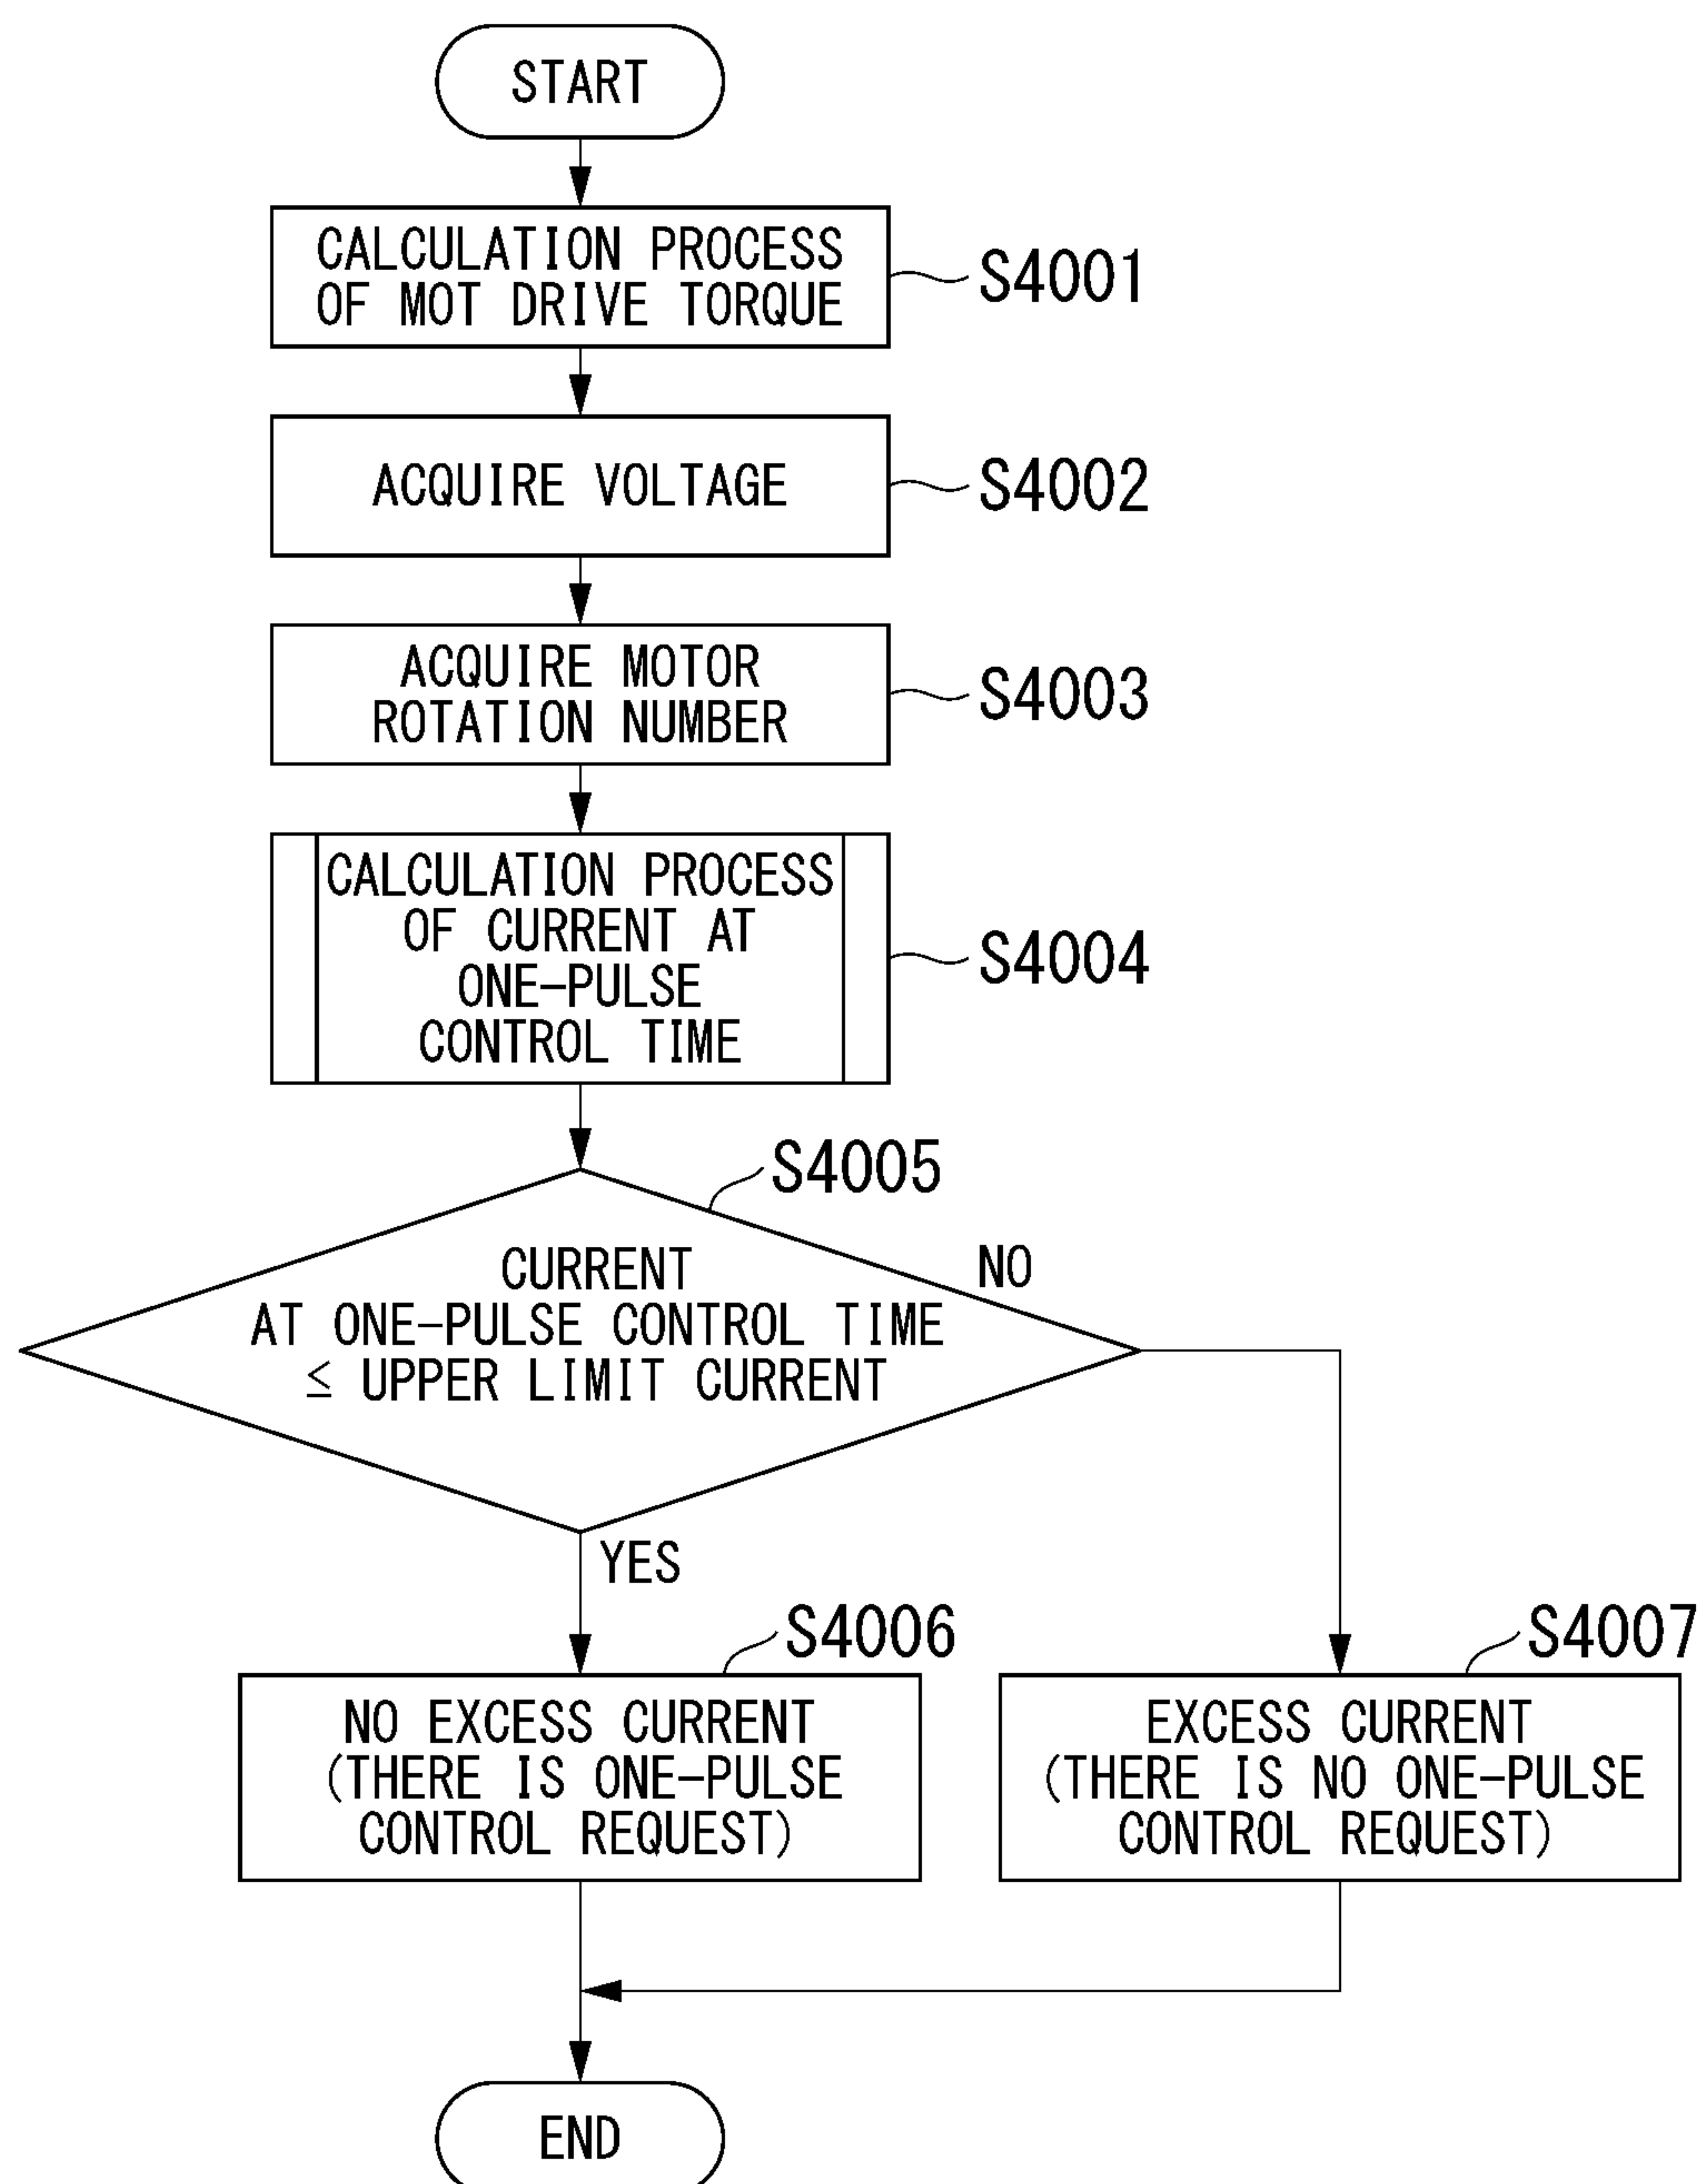 START
CALCULATION PROCESS
OF MOT DRIVE TORQUE
S4001
ACQUIRE VOLTAGE
S4002
ACQUIRE MOTOR
ROTATION NUMBER
S4003
CALCULATION PROCESS
OF CURRENT AT
ONE-PULSE
CONTROL TIME
S4004
S4005
CURRENT
AT ONE-PULSE CONTROL TIME
≤ UPPER LIMIT CURRENT
NO
YES
S4006
NO EXCESS CURRENT
(THERE IS ONE-PULSE
CONTROL REQUEST)
S4007
EXCESS CURRENT
(THERE IS NO ONE-PULSE
CONTROL REQUEST)
END